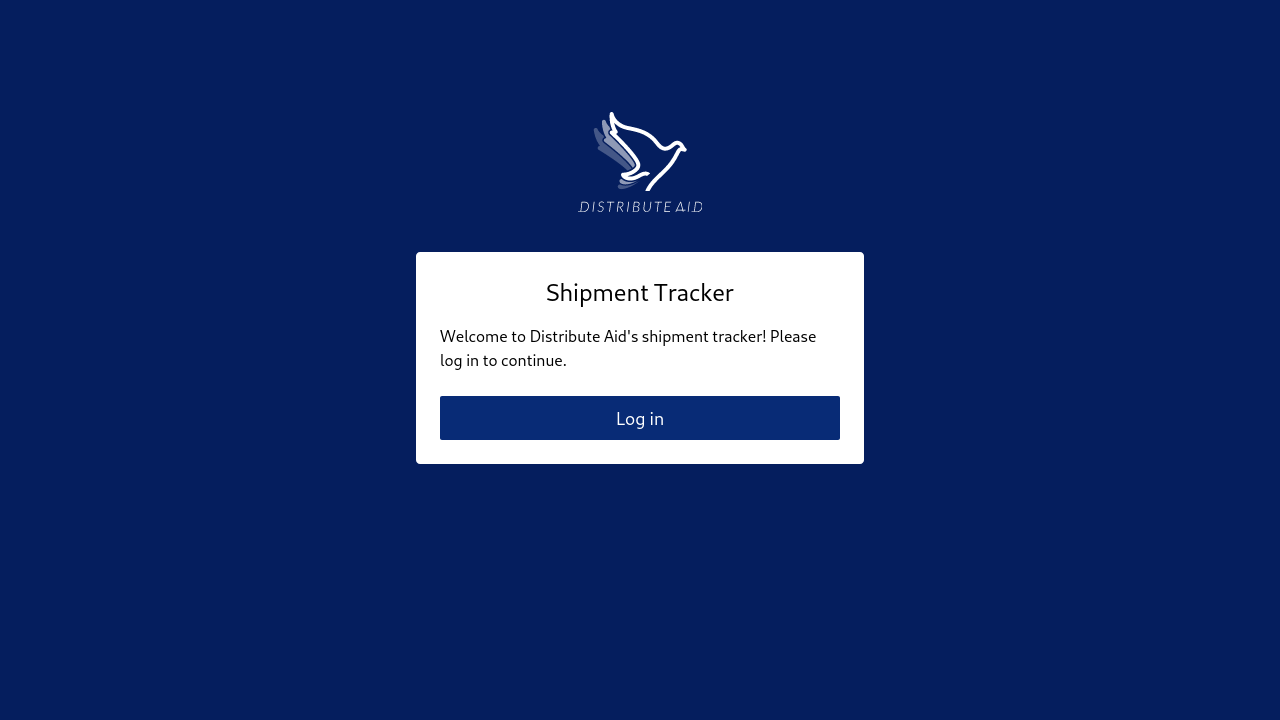 DISTRIBUTE AID
Shipment Tracker
Welcome to Distribute Aid's shipment tracker! Please
log in to continue.
Log in